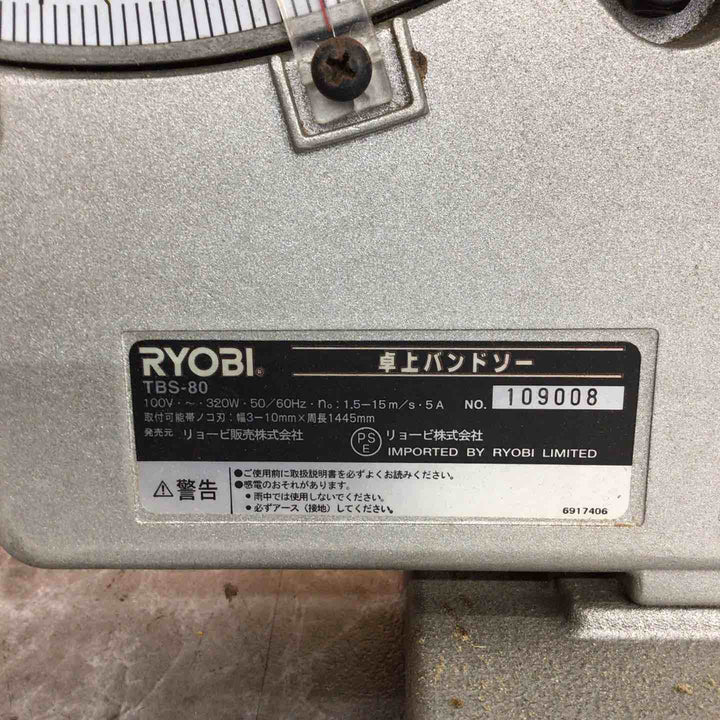 RYOBI®
卓上バンドソー
TBS-80
100V・～・320W・50/60Hz・n₀：1.5−15m/s・5A
NO. 109008
取付可能帯ノコ刃：幅3−10mm×周長1445mm
発売元 リョービ販売株式会社
PSE
リョービ株式会社
IMPORTED BY RYOBI LIMITED
⚠警告
●ご使用前に取扱説明書を必ずよくお読みください。
●感電のおそれがあります。
●雨中では使用しないでください。
●必ずアース（接地）してください。
6917406